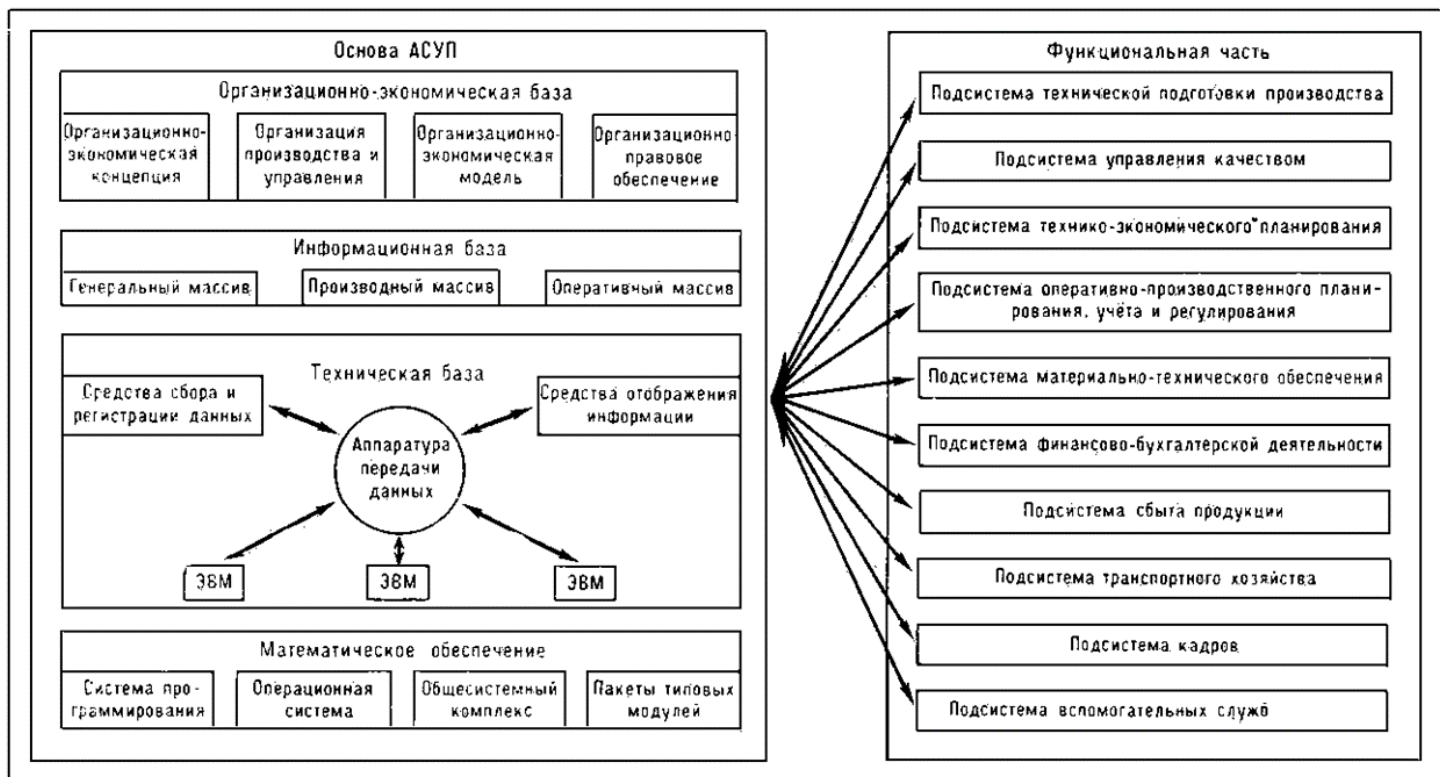 Основа АСУП
Организационно-экономическая база
Организационно-
экономическая
концепция
Организация
производства и
управления
Организационно-
экономическая
модель
Организационно
правовое
обеспечение
Информационная база
Генеральный массив
Производный массив
Оперативный массив
Техническая база
Средства сбора и
регистрации данных
Средства отображения
информации
Аппаратура
передачи
данных
ЭВМ
ЭВМ
ЭВМ
Математическое обеспечение
Система про-
граммирования
Операционная
система
Общесистемный
комплекс
Пакеты типовых
модулей
Функциональная часть
Подсистема технической подготовки производства
Подсистема управления качеством
Подсистема технико-экономического планирования
Подсистема оперативно-производственного плани-
рования, учёта и регулирования
Подсистема материально-технического обеспечения
Подсистема финансово-бухгалтерской деятельности
Подсистема сбыта продукции
Подсистема транспортного хозяйства
Подсистема кадров
Подсистема вспомогательных служб